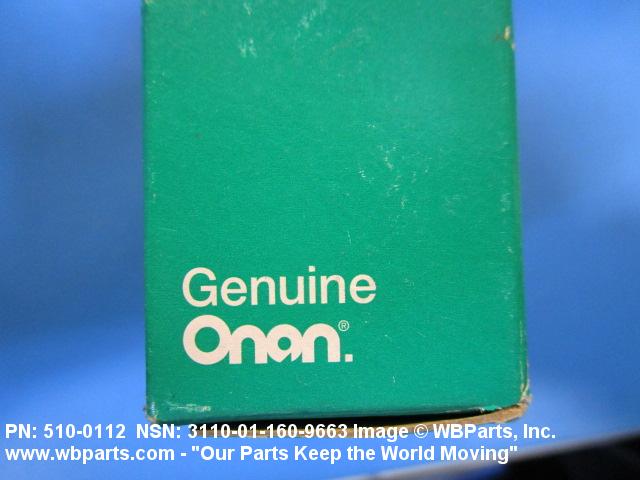 Genuine
Onan.®
PN: 510-0112 NSN: 3110-01-160-9663 Image © WBParts, Inc.
www.wbparts.com - "Our Parts Keep the World Moving"